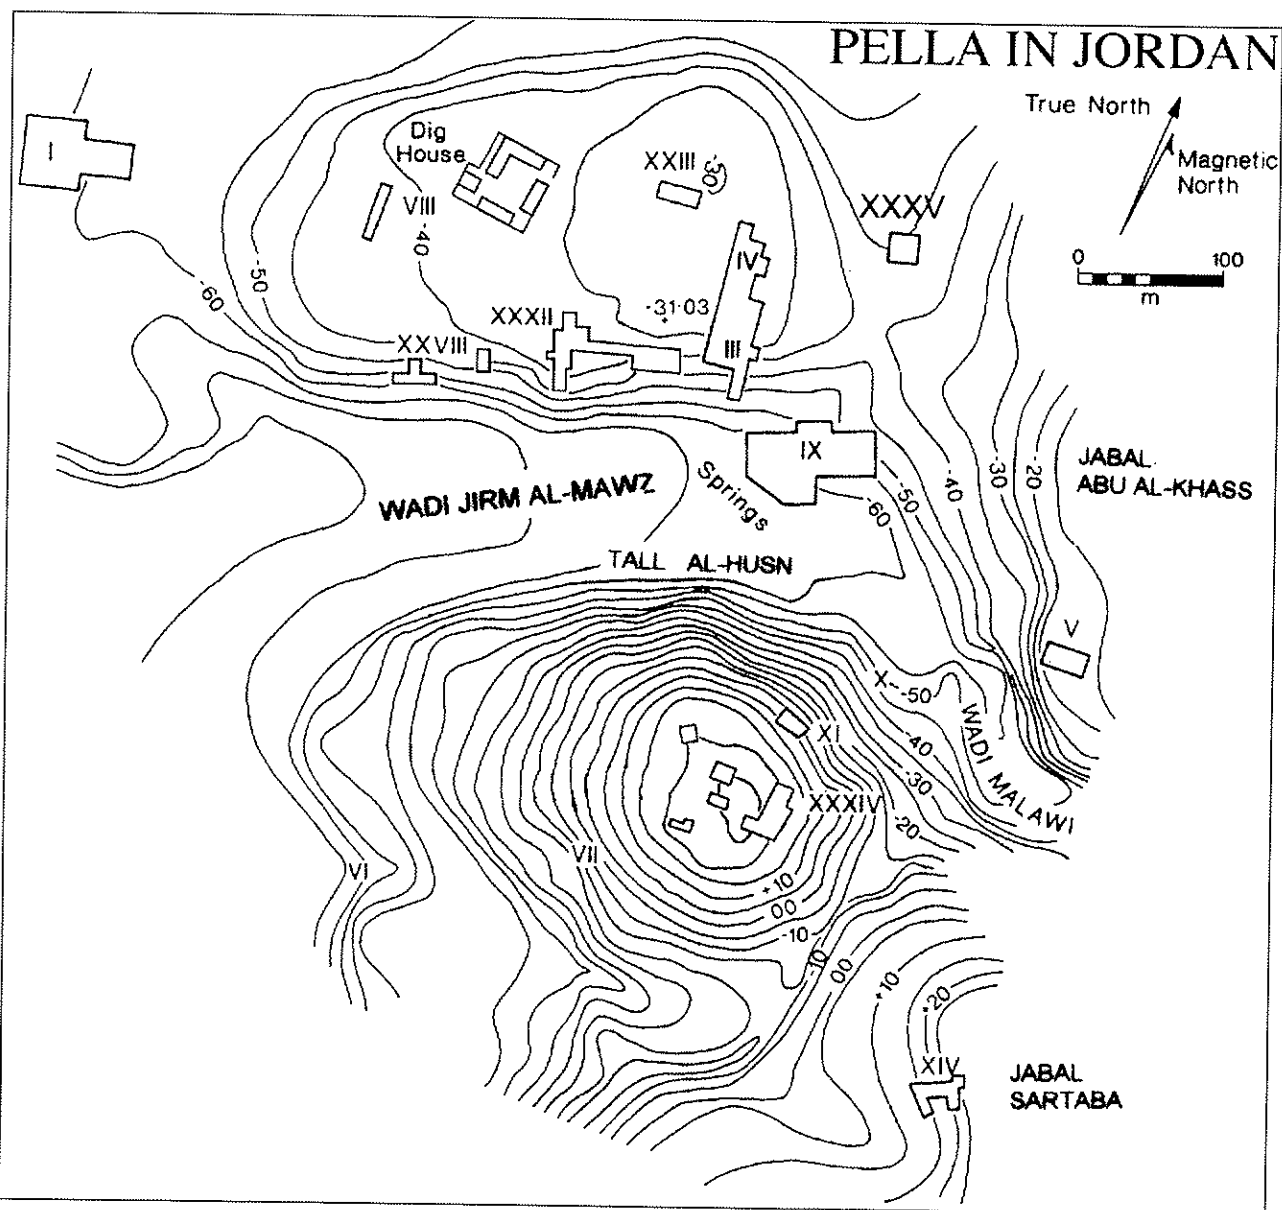 PELLA IN JORDAN
True North
Magnetic
North
0 100
m
I
Dig
House
VIII
-40
XXIII
-30
XXXV
IV
-31·03
III
XXXII
XXVIII
-50
-60
IX
Springs
WADI JIRM AL-MAWZ
TALL AL-HUSN
-60
-50
-40
-30
-20
JABAL
ABU AL-KHASS
V
X
-50
-40
-30
-20
WADI MALAWI
XI
XXXIV
VII
VI
+10
00
-10
-10
00
+10
+20
XIV
JABAL
SARTABA